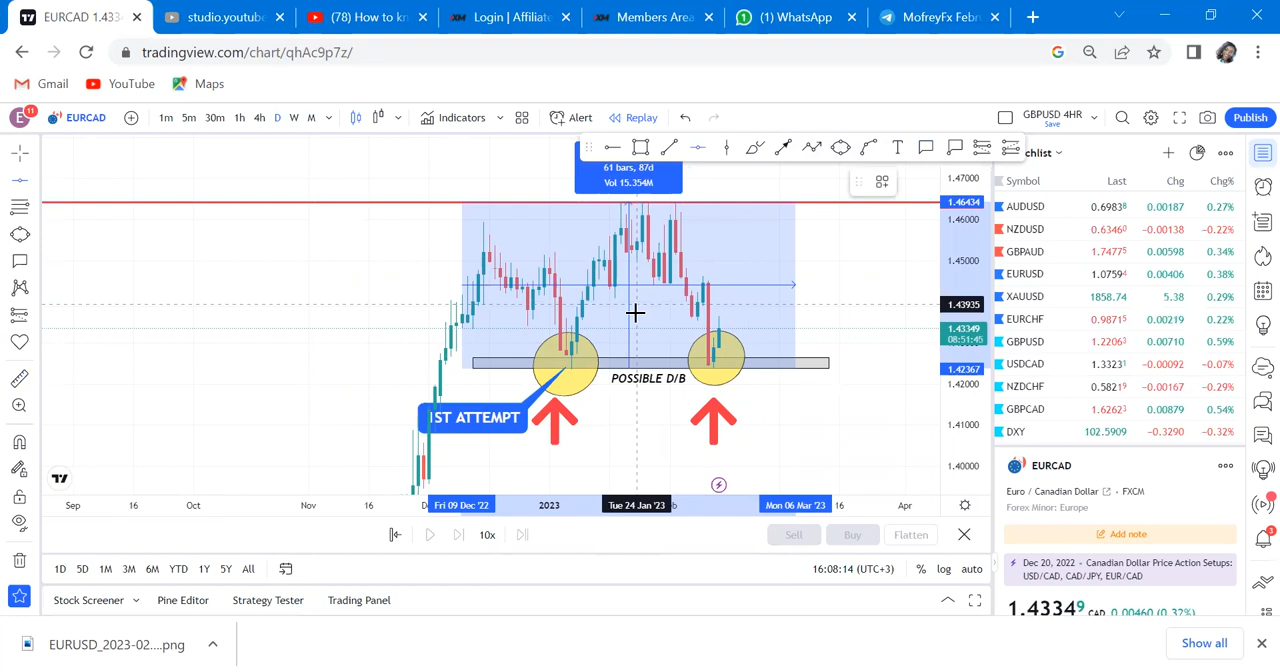 EURCAD 1.433
studio.youtube
(78) How to kn
Login | Affiliate
Members Area
(1) WhatsApp
MofreyFx Febr
tradingview.com/chart/qhAc9p7z/
Gmail YouTube Maps
E 11 EURCAD 1m 5m 30m 1h 4h D W M Indicators Alert Replay GBPUSD 4HR Save Publish
chlist
61 bars, 87d
Vol 15.354M
1.47000
1.46434
1.46000
1.45000
1.43935
1.43349
08:51:45
1.42367
1.42000
1.41000
1.40000
POSSIBLE D/B
1ST ATTEMPT
Symbol Last Chg Chg%
AUDUSD 0.69838 0.00187 0.27%
NZDUSD 0.63460 −0.00138 −0.22%
GBPAUD 1.74775 0.00598 0.34%
EURUSD 1.07594 0.00406 0.38%
XAUUSD 1858.74 5.38 0.29%
EURCHF 0.98715 0.00210 0.21%
GBPUSD 1.22063 0.00710 0.59%
USDCAD 1.33231 −0.00092 −0.07%
NZDCHF 0.58219 −0.00167 −0.29%
GBPCAD 1.62623 0.00879 0.54%
DXY 102.5909 −0.3290 −0.32%
Sep 16 Oct Nov 16 D Fri 09 Dec '22 2023 Tue 24 Jan '23 b Mon 06 Mar '23 16 Apr
EURCAD
Euro / Canadian Dollar FXCM
Forex Minor: Europe
Add note
Dec 20, 2022 - Canadian Dollar Price Action Setups:
USD/CAD, CAD/JPY, EUR/CAD
1.43349 CAD 0.00460 (0.32%)
10x Sell Buy Flatten
1D 5D 1M 3M 6M YTD 1Y 5Y All 16:08:14 (UTC+3) % log auto
Stock Screener Pine Editor Strategy Tester Trading Panel
EURUSD_2023-02....png Show all